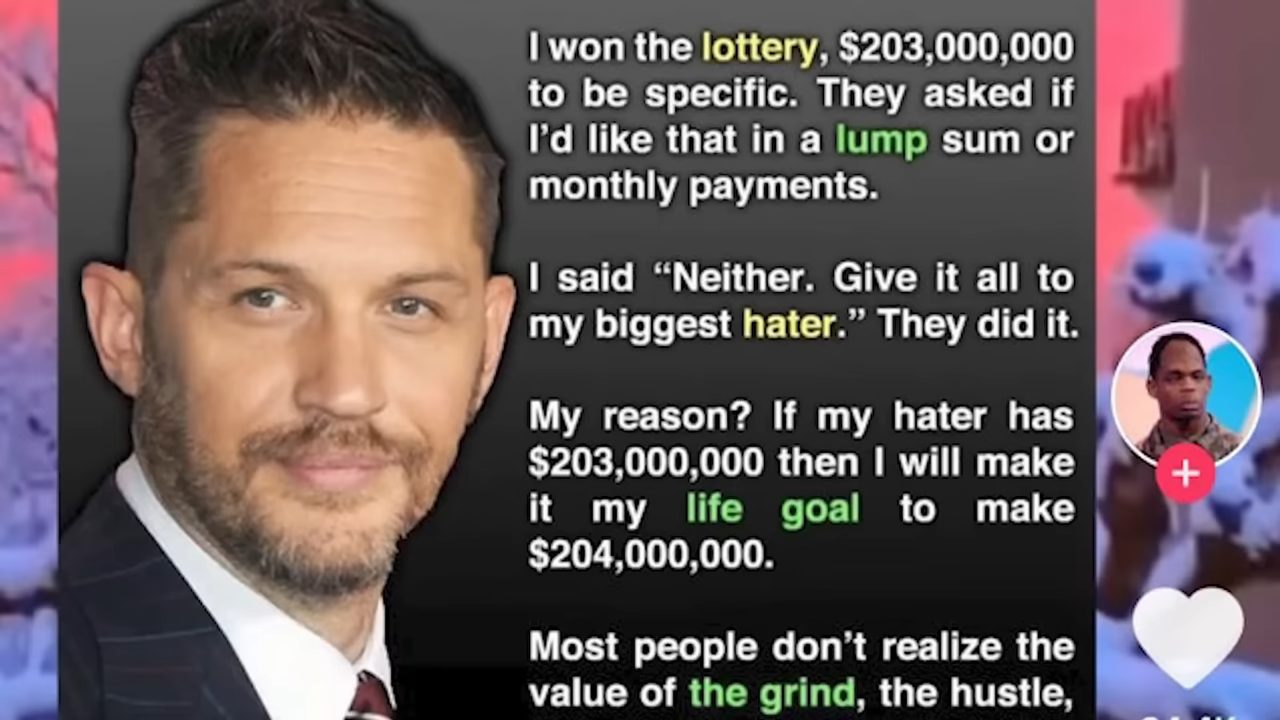 I won the lottery, $203,000,000
to be specific. They asked if
I’d like that in a lump sum or
monthly payments.
I said “Neither. Give it all to
my biggest hater.” They did it.
My reason? If my hater has
$203,000,000 then I will make
it my life goal to make
$204,000,000.
Most people don’t realize the
value of the grind, the hustle,